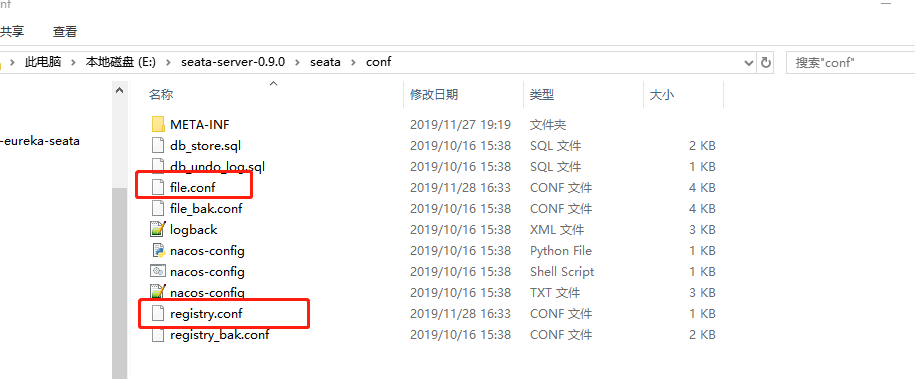 nf
共享 查看
此电脑 › 本地磁盘 (E:) › seata-server-0.9.0 › seata › conf 搜索"conf"
名称 修改日期 类型 大小
META-INF 2019/11/27 19:19 文件夹
-eureka-seata
db_store.sql 2019/10/16 15:38 SQL 文件 2 KB
db_undo_log.sql 2019/10/16 15:38 SQL 文件 1 KB
file.conf 2019/11/28 16:33 CONF 文件 4 KB
file_bak.conf 2019/10/16 15:38 CONF 文件 4 KB
logback 2019/10/16 15:38 XML 文件 3 KB
nacos-config 2019/10/16 15:38 Python File 1 KB
nacos-config 2019/10/16 15:38 Shell Script 1 KB
nacos-config 2019/10/16 15:38 TXT 文件 3 KB
registry.conf 2019/11/28 16:33 CONF 文件 1 KB
registry_bak.conf 2019/10/16 15:38 CONF 文件 2 KB